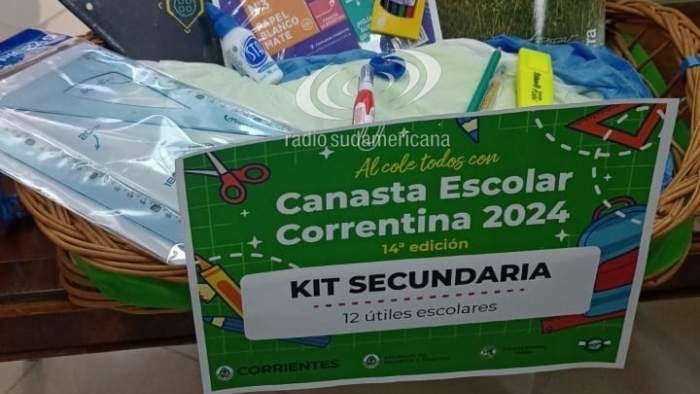 PAPEL
BLANCO
MATE
radio sudamericana
Al cole todos con
Canasta Escolar
Correntina 2024
14ª edición
KIT SECUNDARIA
12 útiles escolares
CORRIENTES